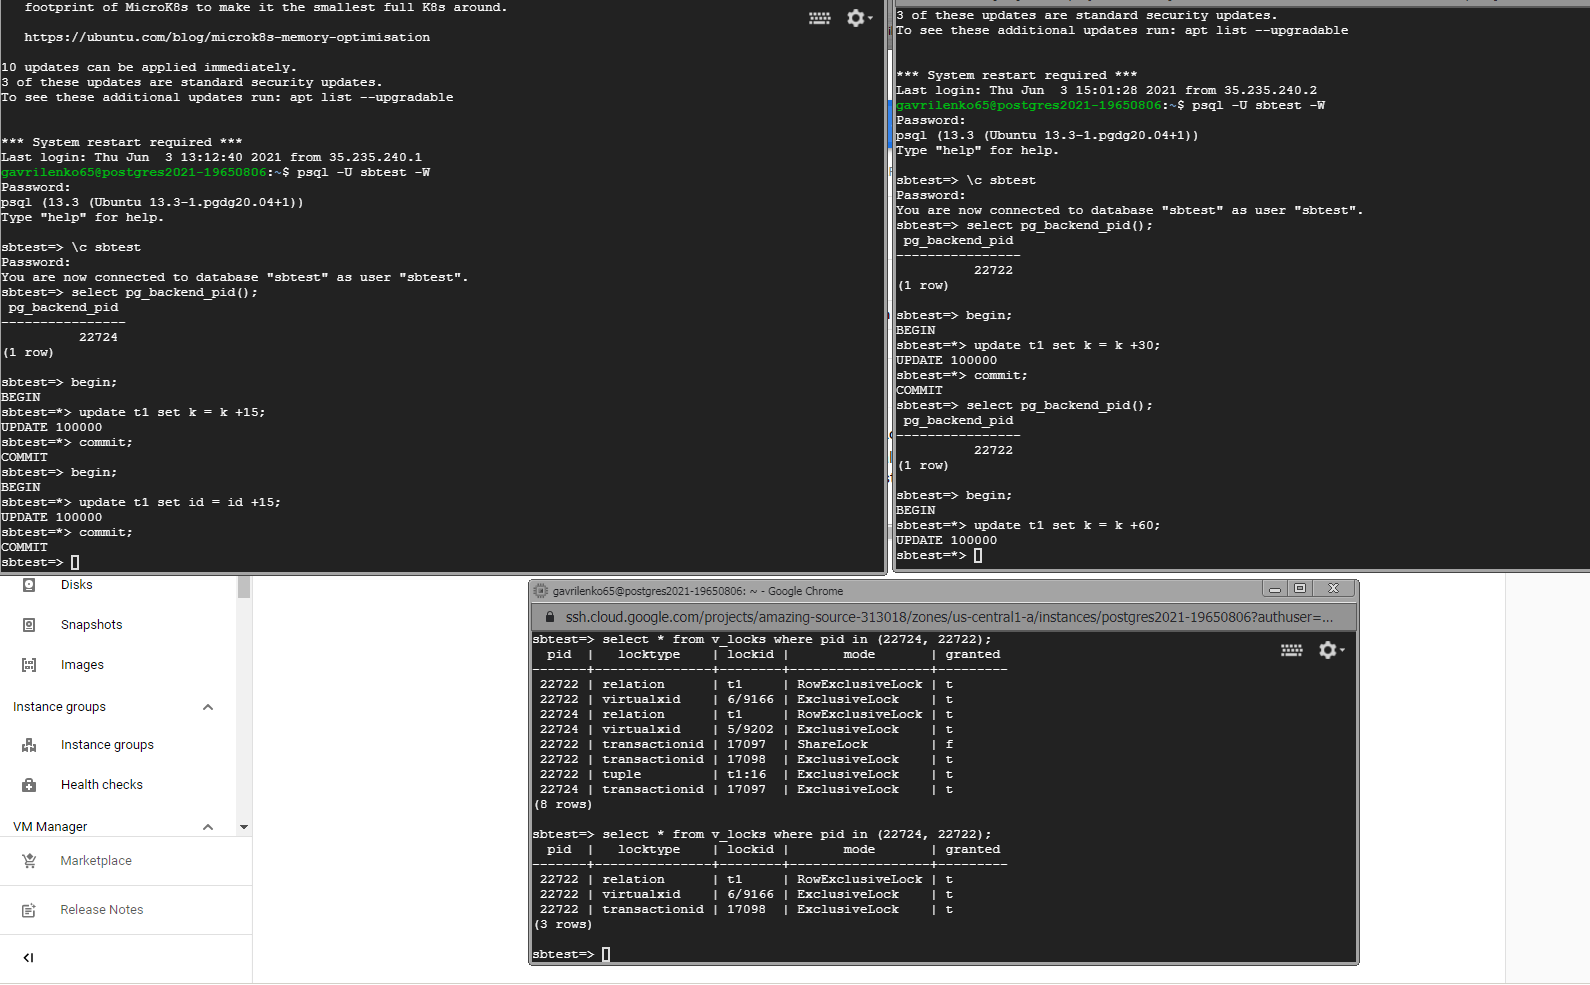 footprint of MicroK8s to make it the smallest full K8s around.
https://ubuntu.com/blog/microk8s-memory-optimisation
10 updates can be applied immediately.
3 of these updates are standard security updates.
To see these additional updates run: apt list --upgradable
*** System restart required ***
Last login: Thu Jun  3 13:12:40 2021 from 35.235.240.1
gavrilenko65@postgres2021-19650806:~$ psql -U sbtest -W
Password:
psql (13.3 (Ubuntu 13.3-1.pgdg20.04+1))
Type "help" for help.
sbtest=> \c sbtest
Password:
You are now connected to database "sbtest" as user "sbtest".
sbtest=> select pg_backend_pid();
 pg_backend_pid
----------------
          22724
(1 row)
sbtest=> begin;
BEGIN
sbtest=*> update t1 set k = k +15;
UPDATE 100000
sbtest=*> commit;
COMMIT
sbtest=> begin;
BEGIN
sbtest=*> update t1 set id = id +15;
UPDATE 100000
sbtest=*> commit;
COMMIT
sbtest=>
3 of these updates are standard security updates.
To see these additional updates run: apt list --upgradable
*** System restart required ***
Last login: Thu Jun  3 15:01:28 2021 from 35.235.240.2
gavrilenko65@postgres2021-19650806:~$ psql -U sbtest -W
Password:
psql (13.3 (Ubuntu 13.3-1.pgdg20.04+1))
Type "help" for help.
sbtest=> \c sbtest
Password:
You are now connected to database "sbtest" as user "sbtest".
sbtest=> select pg_backend_pid();
 pg_backend_pid
----------------
          22722
(1 row)
sbtest=> begin;
BEGIN
sbtest=*> update t1 set k = k +30;
UPDATE 100000
sbtest=*> commit;
COMMIT
sbtest=> select pg_backend_pid();
 pg_backend_pid
----------------
          22722
(1 row)
sbtest=> begin;
BEGIN
sbtest=*> update t1 set k = k +60;
UPDATE 100000
sbtest=*>
Disks
Snapshots
Images
Instance groups
Instance groups
Health checks
VM Manager
Marketplace
Release Notes
gavrilenko65@postgres2021-19650806: ~ - Google Chrome
ssh.cloud.google.com/projects/amazing-source-313018/zones/us-central1-a/instances/postgres2021-19650806?authuser=...
sbtest=> select * from v_locks where pid in (22724, 22722);
  pid  |   locktype    | lockid |       mode       | granted
-------+---------------+--------+------------------+---------
 22722 | relation      | t1     | RowExclusiveLock | t
 22722 | virtualxid    | 6/9166 | ExclusiveLock    | t
 22724 | relation      | t1     | RowExclusiveLock | t
 22724 | virtualxid    | 5/9202 | ExclusiveLock    | t
 22722 | transactionid | 17097  | ShareLock        | f
 22722 | transactionid | 17098  | ExclusiveLock    | t
 22722 | tuple         | t1:16  | ExclusiveLock    | t
 22724 | transactionid | 17097  | ExclusiveLock    | t
(8 rows)
sbtest=> select * from v_locks where pid in (22724, 22722);
  pid  |   locktype    | lockid |       mode       | granted
-------+---------------+--------+------------------+---------
 22722 | relation      | t1     | RowExclusiveLock | t
 22722 | virtualxid    | 6/9166 | ExclusiveLock    | t
 22722 | transactionid | 17098  | ExclusiveLock    | t
(3 rows)
sbtest=>